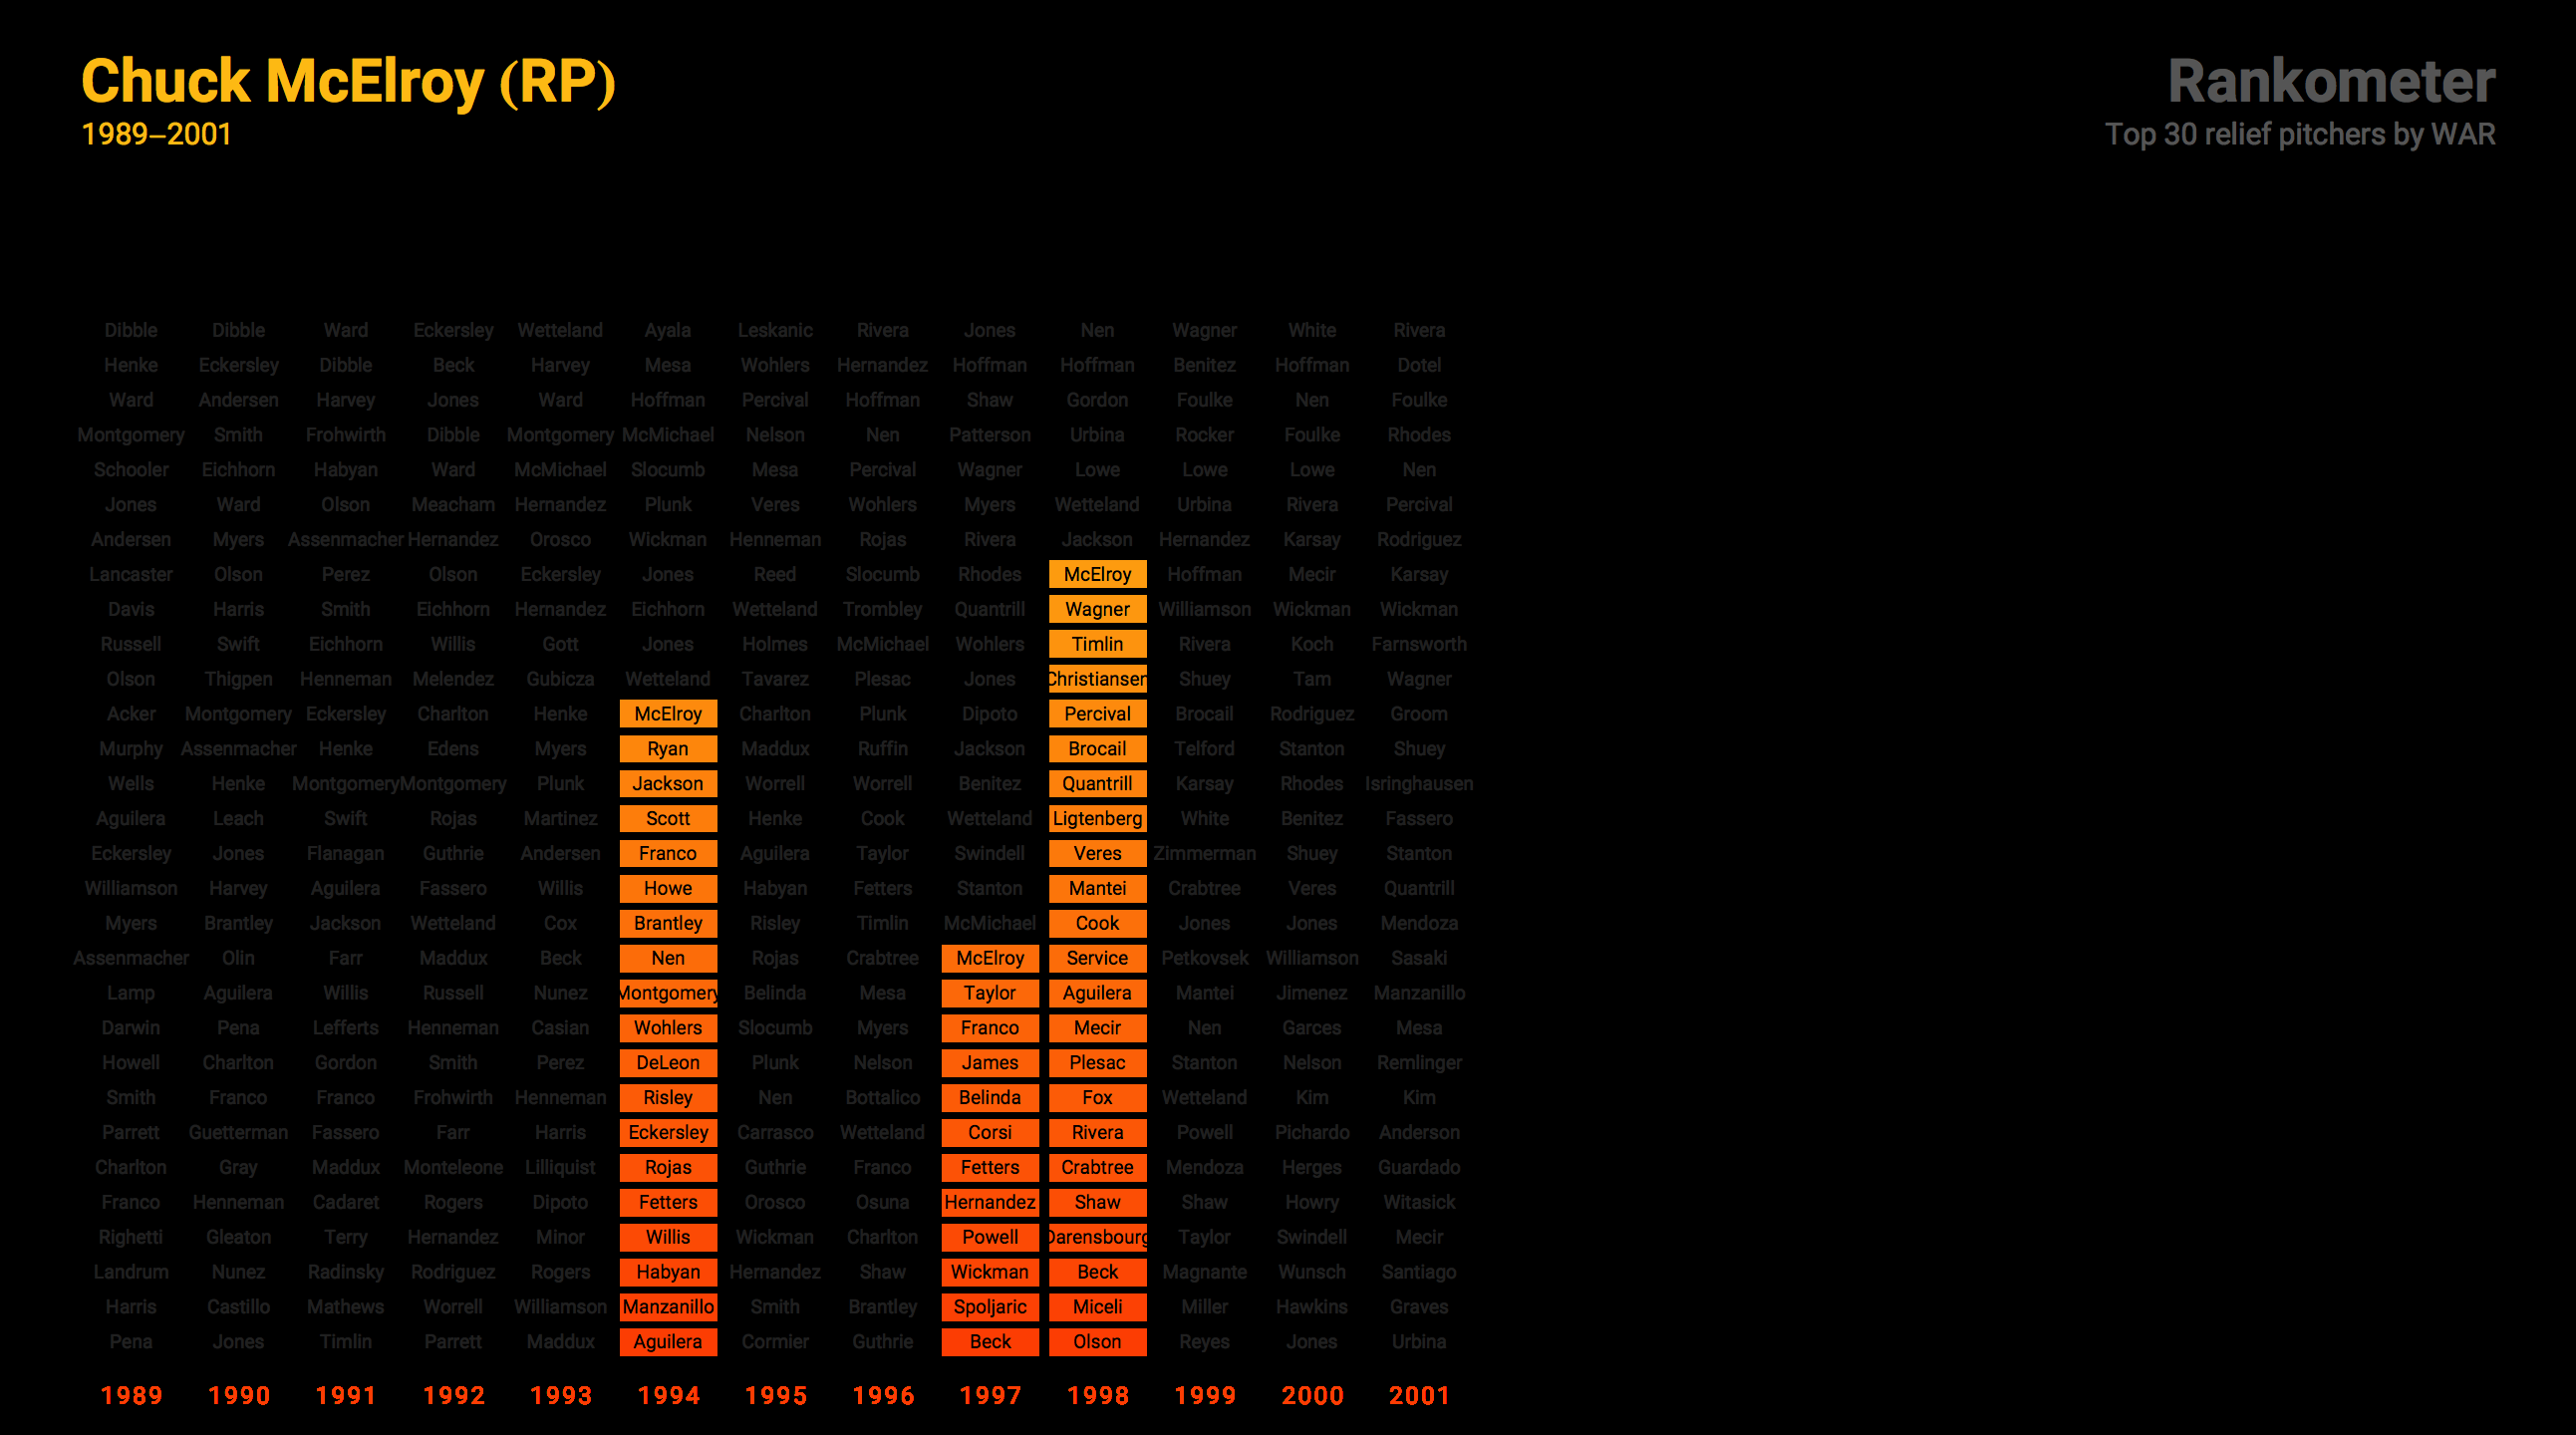 Chuck McElroy (RP)
1989–2001
Rankometer
Top 30 relief pitchers by WAR
Dibble Dibble Ward Eckersley Wetteland Ayala Leskanic Rivera Jones Nen Wagner White Rivera
Henke Eckersley Dibble Beck Harvey Mesa Wohlers Hernandez Hoffman Hoffman Benitez Hoffman Dotel
Ward Andersen Harvey Jones Ward Hoffman Percival Hoffman Shaw Gordon Foulke Nen Foulke
Montgomery Smith Frohwirth Dibble Montgomery McMichael Nelson Nen Patterson Urbina Rocker Foulke Rhodes
Schooler Eichhorn Habyan Ward McMichael Slocumb Mesa Percival Wagner Lowe Lowe Lowe Nen
Jones Ward Olson Meacham Hernandez Plunk Veres Wohlers Myers Wetteland Urbina Rivera Percival
Andersen Myers Assenmacher Hernandez Orosco Wickman Henneman Rojas Rivera Jackson Hernandez Karsay Rodriguez
Lancaster Olson Perez Olson Eckersley Jones Reed Slocumb Rhodes McElroy Hoffman Mecir Karsay
Davis Harris Smith Eichhorn Hernandez Eichhorn Wetteland Trombley Quantrill Wagner Williamson Wickman Wickman
Russell Swift Eichhorn Willis Gott Jones Holmes McMichael Wohlers Timlin Rivera Koch Farnsworth
Olson Thigpen Henneman Melendez Gubicza Wetteland Tavarez Plesac Jones Christiansen Shuey Tam Wagner
Acker Montgomery Eckersley Charlton Henke McElroy Charlton Plunk Dipoto Percival Brocail Rodriguez Groom
Murphy Assenmacher Henke Edens Myers Ryan Maddux Ruffin Jackson Brocail Telford Stanton Shuey
Wells Henke Montgomery Montgomery Plunk Jackson Worrell Worrell Benitez Quantrill Karsay Rhodes Isringhausen
Aguilera Leach Swift Rojas Martinez Scott Henke Cook Wetteland Ligtenberg White Benitez Fassero
Eckersley Jones Flanagan Guthrie Andersen Franco Aguilera Taylor Swindell Veres Zimmerman Shuey Stanton
Williamson Harvey Aguilera Fassero Willis Howe Habyan Fetters Stanton Mantei Crabtree Veres Quantrill
Myers Brantley Jackson Wetteland Cox Brantley Risley Timlin McMichael Cook Jones Jones Mendoza
Assenmacher Olin Farr Maddux Beck Nen Rojas Crabtree McElroy Service Petkovsek Williamson Sasaki
Lamp Aguilera Willis Russell Nunez Montgomery Belinda Mesa Taylor Aguilera Mantei Jimenez Manzanillo
Darwin Pena Lefferts Henneman Casian Wohlers Slocumb Myers Franco Mecir Nen Garces Mesa
Howell Charlton Gordon Smith Perez DeLeon Plunk Nelson James Plesac Stanton Nelson Remlinger
Smith Franco Franco Frohwirth Henneman Risley Nen Bottalico Belinda Fox Wetteland Kim Kim
Parrett Guetterman Fassero Farr Harris Eckersley Carrasco Wetteland Corsi Rivera Powell Pichardo Anderson
Charlton Gray Maddux Monteleone Lilliquist Rojas Guthrie Franco Fetters Crabtree Mendoza Herges Guardado
Franco Henneman Cadaret Rogers Dipoto Fetters Orosco Osuna Hernandez Shaw Shaw Howry Witasick
Righetti Gleaton Terry Hernandez Minor Willis Wickman Charlton Powell Darensbourg Taylor Swindell Mecir
Landrum Nunez Radinsky Rodriguez Rogers Habyan Hernandez Shaw Wickman Beck Magnante Wunsch Santiago
Harris Castillo Mathews Worrell Williamson Manzanillo Smith Brantley Spoljaric Miceli Miller Hawkins Graves
Pena Jones Timlin Parrett Maddux Aguilera Cormier Guthrie Beck Olson Reyes Jones Urbina
1989 1990 1991 1992 1993 1994 1995 1996 1997 1998 1999 2000 2001